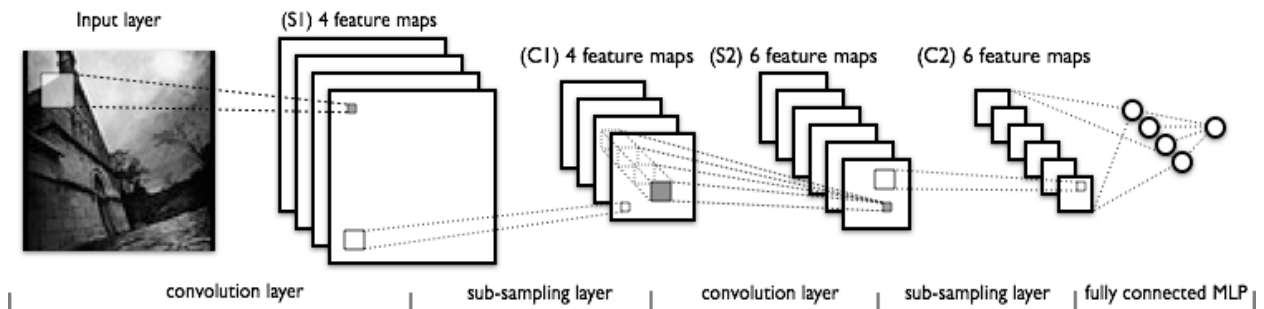 Input layer
(S1) 4 feature maps
(C1) 4 feature maps
(S2) 6 feature maps
(C2) 6 feature maps
convolution layer
sub-sampling layer
convolution layer
sub-sampling layer
fully connected MLP